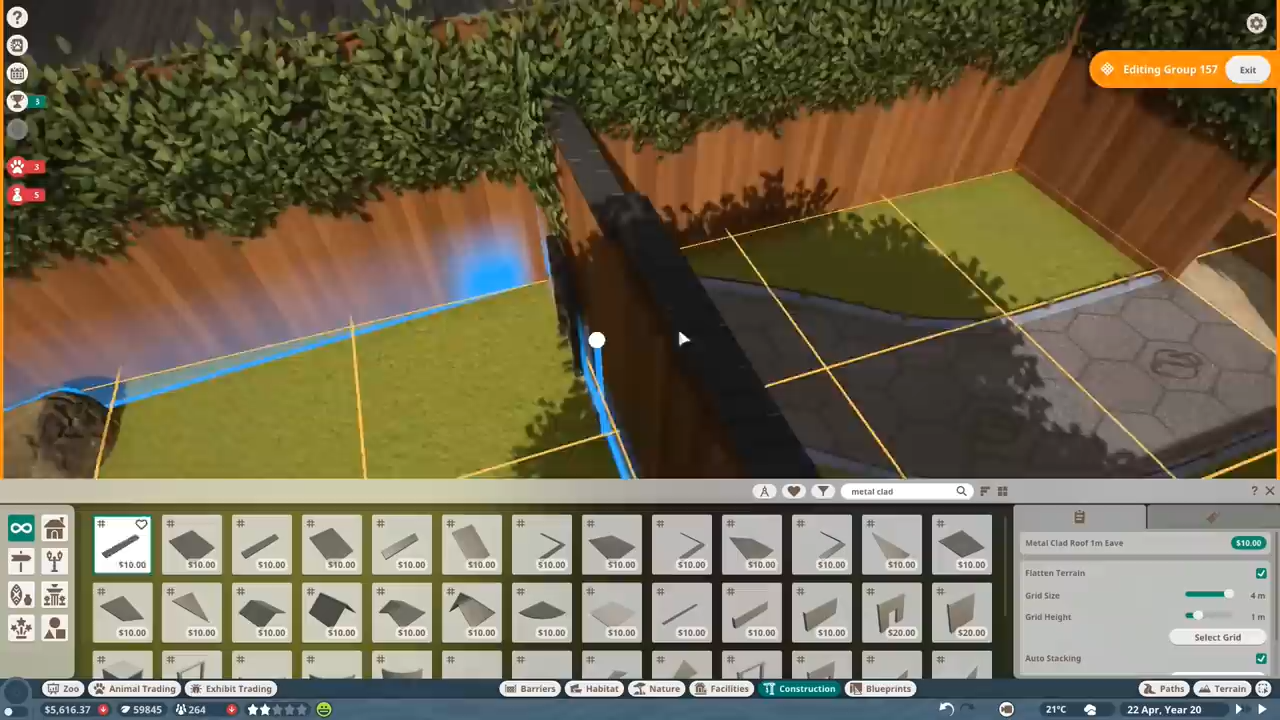 ?
Editing Group 157
Exit
3
3
5
metal clad
? ✕
$10.00 $10.00 $10.00 $10.00 $10.00 $10.00 $10.00 $10.00 $10.00 $10.00 $10.00 $10.00 $10.00
$10.00 $10.00 $10.00 $10.00 $10.00 $10.00 $10.00 $10.00 $10.00 $10.00 $10.00 $20.00 $20.00
Metal Clad Roof 1m Eave $10.00
Flatten Terrain
Grid Size 4 m
Grid Height 1 m
Select Grid
Auto Stacking
Zoo Animal Trading Exhibit Trading Barriers Habitat Nature Facilities Construction Blueprints Paths Terrain
$5,616.37 59845 264 21°C 22 Apr, Year 20